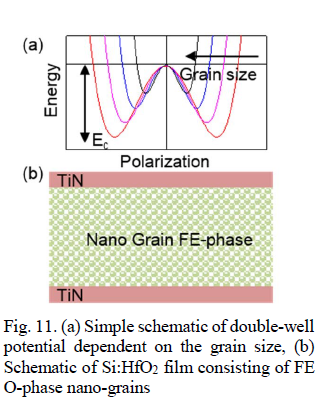 (a)
Energy
Grain size
E_c
Polarization
(b)
TiN
Nano Grain FE-phase
TiN
Fig. 11. (a) Simple schematic of double-well
potential dependent on the grain size, (b)
Schematic of Si:HfO₂ film consisting of FE
O-phase nano-grains